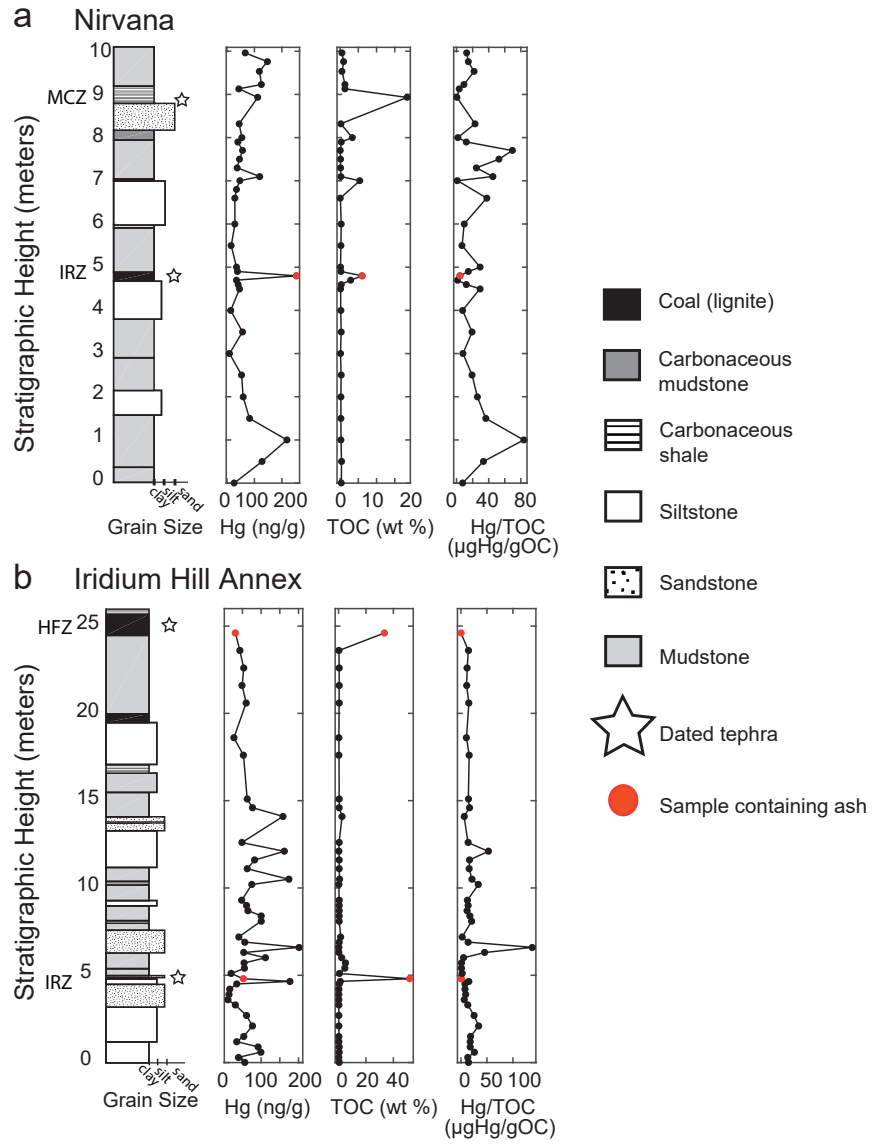 a Nirvana
10
9
8
7
6
5
4
3
2
1
0
MCZ
IRZ
Stratigraphic Height (meters)
clay silt sand
Grain Size
0 100 200
Hg (ng/g)
0 10 20
TOC (wt %)
0 40 80
Hg/TOC
(µgHg/gOC)
b Iridium Hill Annex
25
20
15
10
5
0
HFZ
IRZ
Stratigraphic Height (meters)
clay silt sand
Grain Size
0 100 200
Hg (ng/g)
0 40
TOC (wt %)
0 50 100
Hg/TOC
(µgHg/gOC)
Coal (lignite)
Carbonaceous
mudstone
Carbonaceous
shale
Siltstone
Sandstone
Mudstone
Dated tephra
Sample containing ash